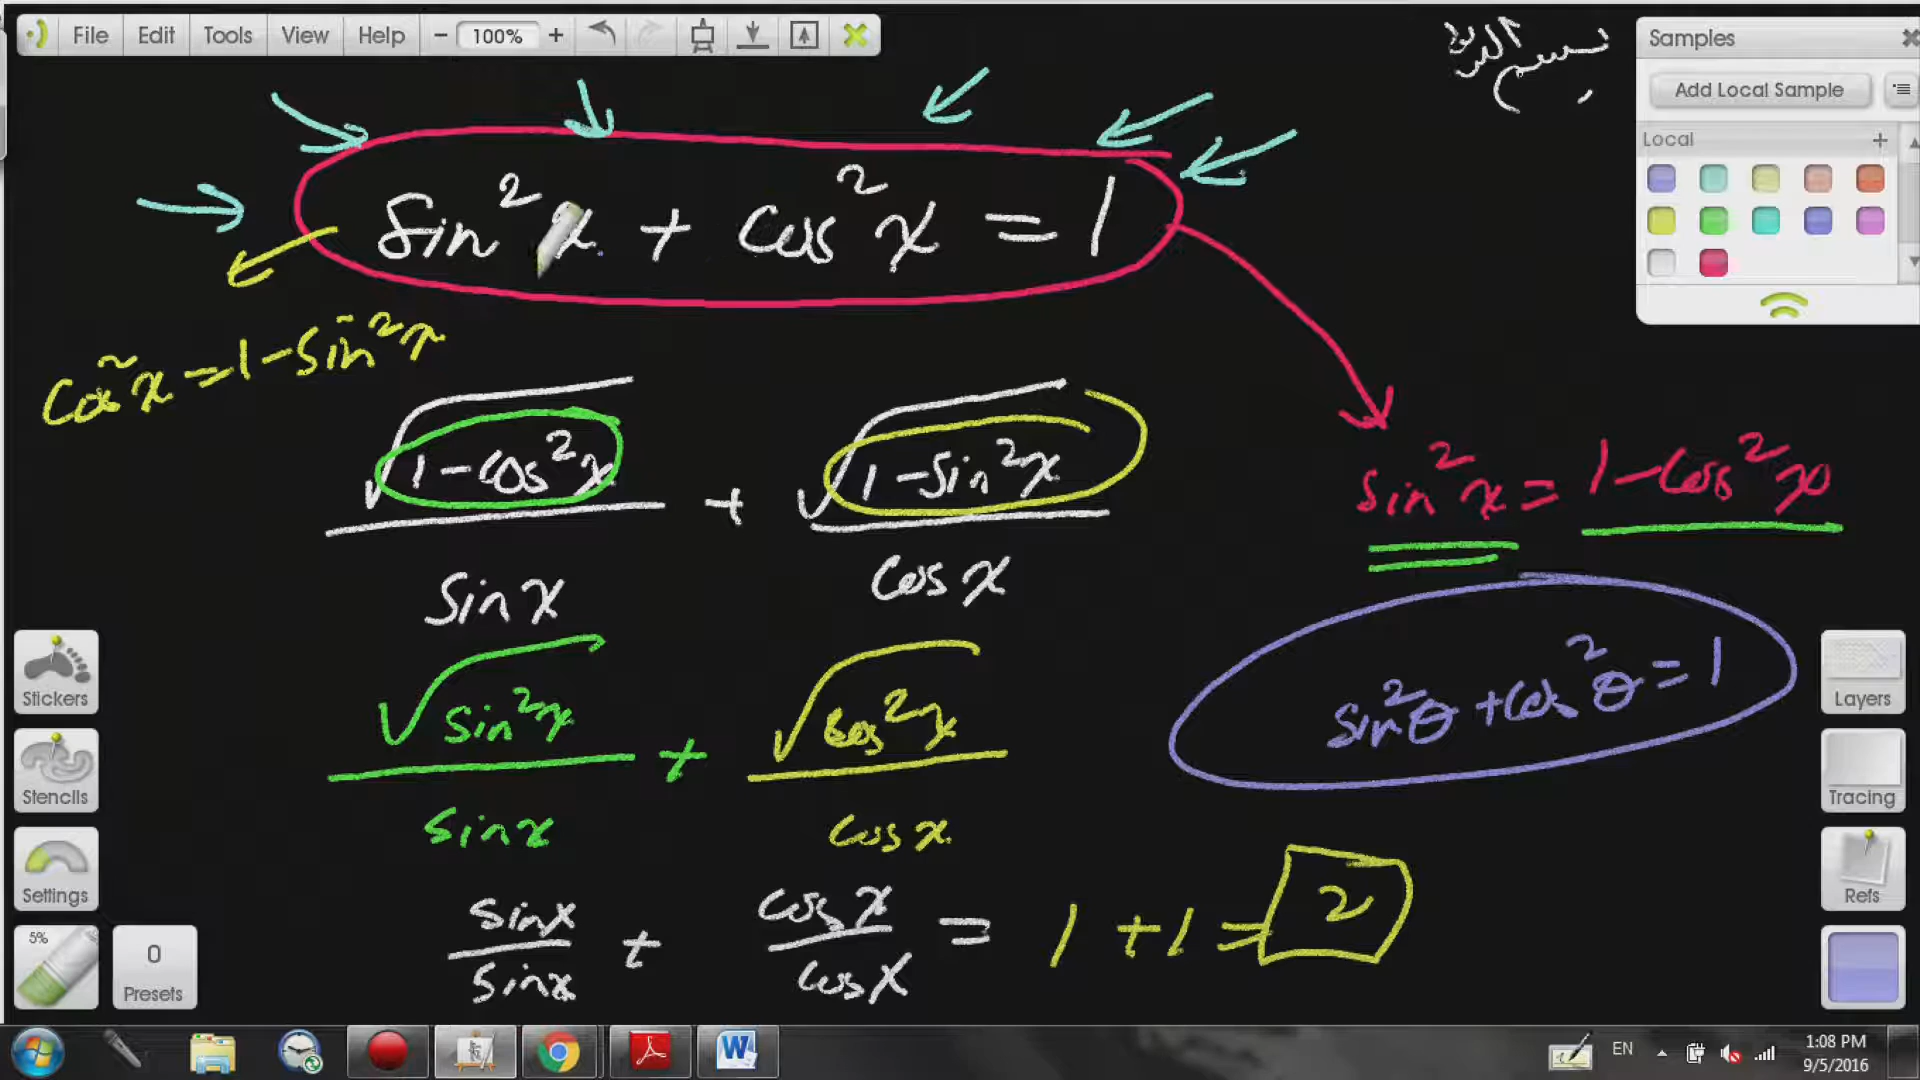 File Edit Tools View Help − 100% +
بسم الله
Samples
Add Local Sample
Local
sin²x + cos²x = 1
cos²x = 1 - sin²x
√(1 - cos²x) / sin x + √(1 - sin²x) / cos x
sin²x = 1 - cos²x
√(sin²x) / sin x + √(cos²x) / cos x
sin²θ + cos²θ = 1
sin x / sin x + cos x / cos x = 1 + 1 = 2
Stickers
Stencils
Settings
5%
0
Presets
Layers
Tracing
Refs
EN
1:08 PM
9/5/2016